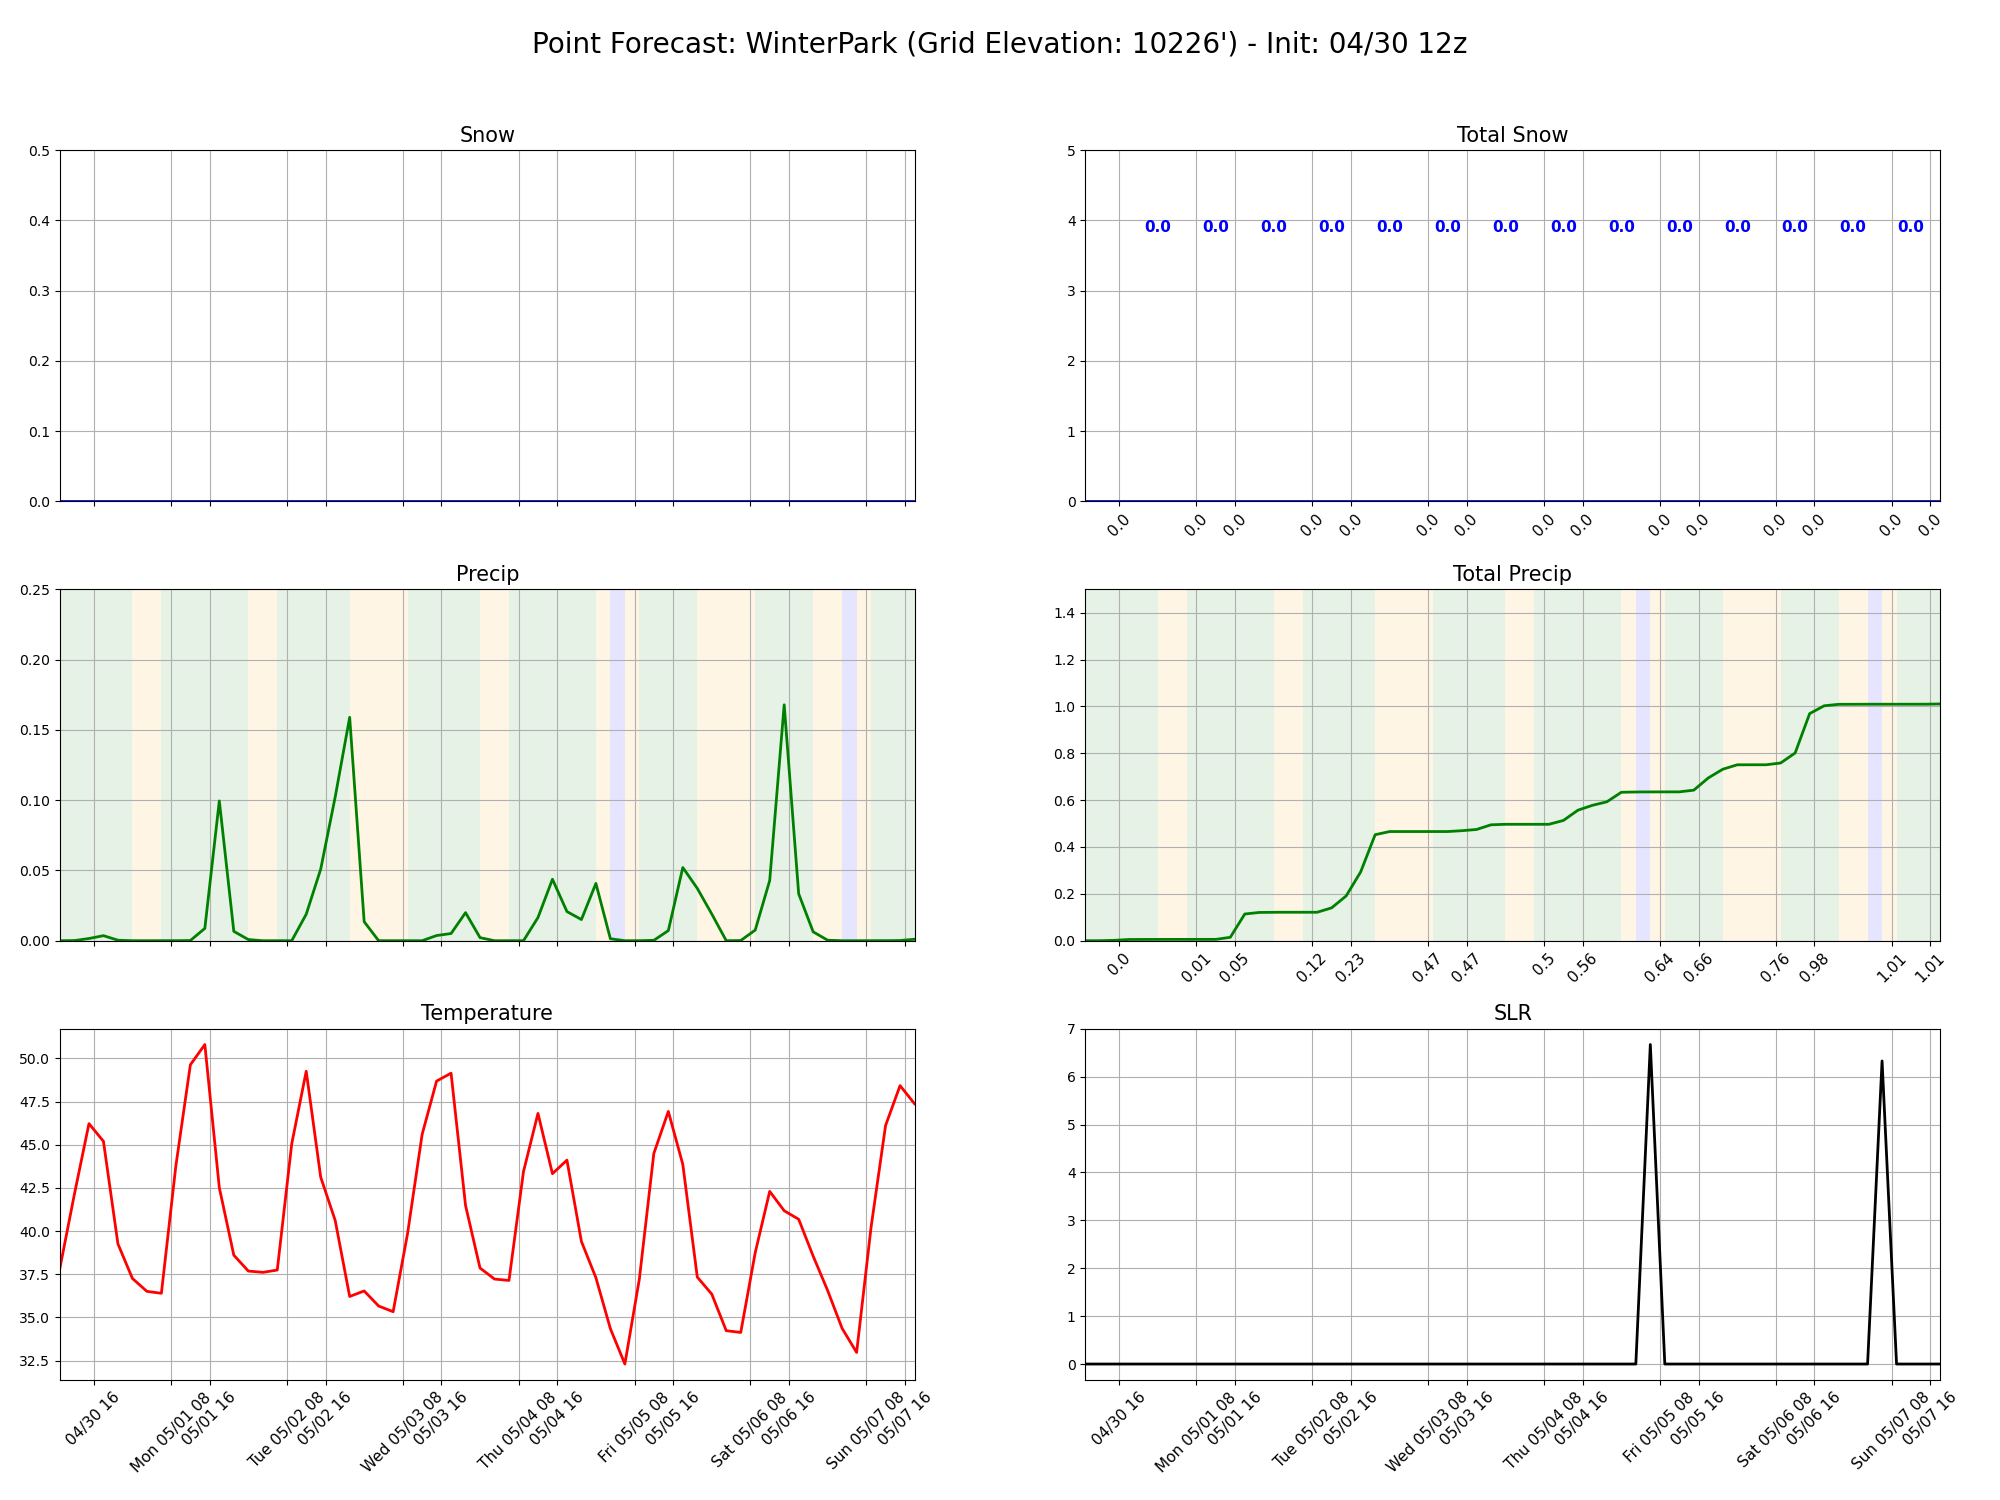 Point Forecast: WinterPark (Grid Elevation: 10226') - Init: 04/30 12z
Snow
0.5
0.4
0.3
0.2
0.1
0.0
Total Snow
5
4
3
2
1
0
0.0 0.0 0.0 0.0 0.0 0.0 0.0 0.0 0.0 0.0 0.0 0.0 0.0 0.0
0.0 0.0 0.0 0.0 0.0 0.0 0.0 0.0 0.0 0.0 0.0 0.0 0.0 0.0 0.0
Precip
0.25
0.20
0.15
0.10
0.05
0.00
Total Precip
1.4
1.2
1.0
0.8
0.6
0.4
0.2
0.0
0.0 0.01 0.05 0.12 0.23 0.47 0.47 0.5 0.56 0.64 0.66 0.76 0.98 1.01 1.01
Temperature
50.0
47.5
45.0
42.5
40.0
37.5
35.0
32.5
04/30 16
Mon 05/01 08
05/01 16
Tue 05/02 08
05/02 16
Wed 05/03 08
05/03 16
Thu 05/04 08
05/04 16
Fri 05/05 08
05/05 16
Sat 05/06 08
05/06 16
Sun 05/07 08
05/07 16
SLR
7
6
5
4
3
2
1
0
04/30 16
Mon 05/01 08
05/01 16
Tue 05/02 08
05/02 16
Wed 05/03 08
05/03 16
Thu 05/04 08
05/04 16
Fri 05/05 08
05/05 16
Sat 05/06 08
05/06 16
Sun 05/07 08
05/07 16